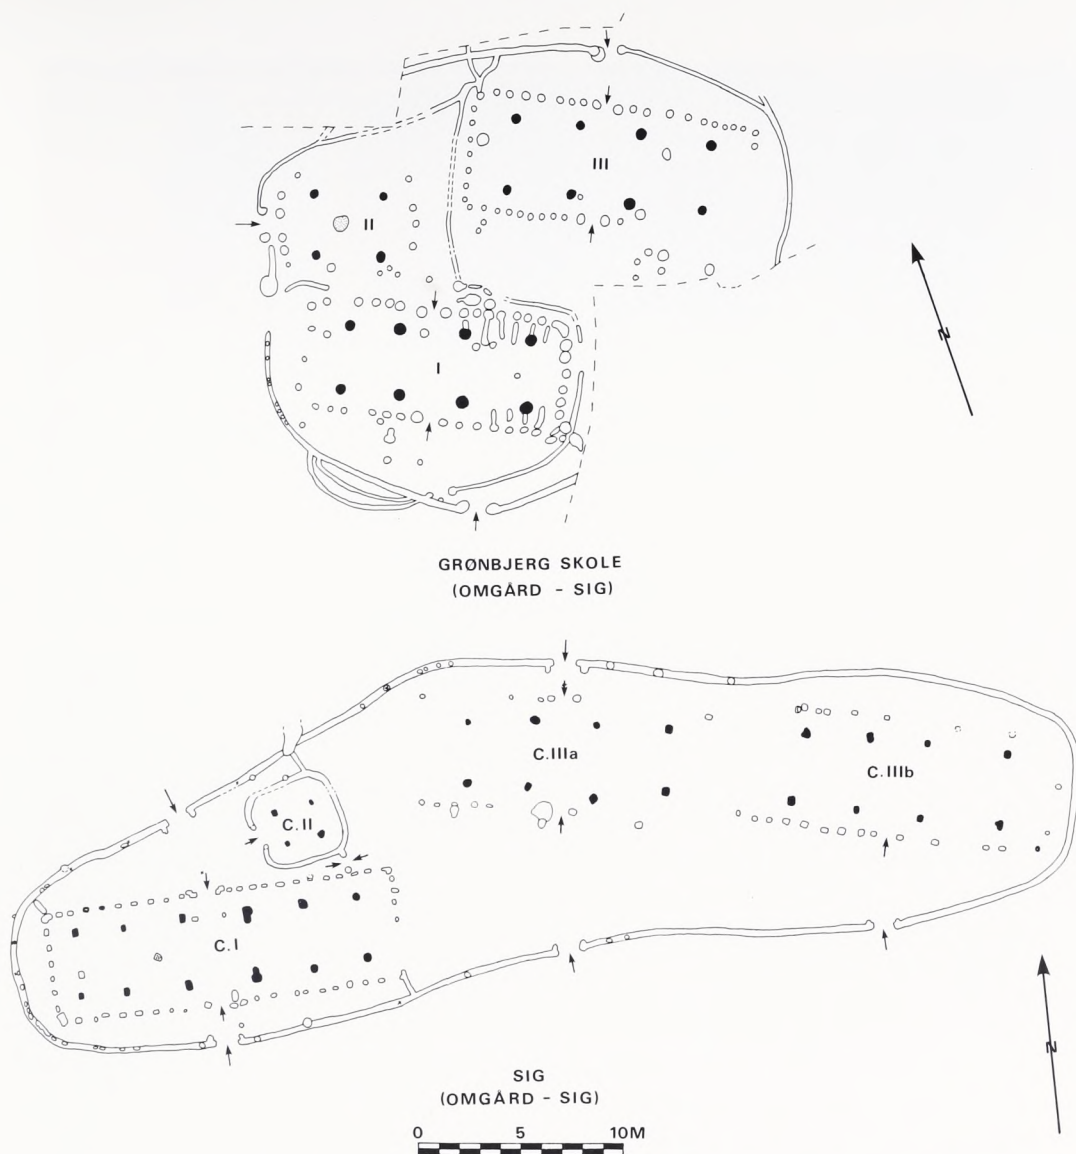 III
II
I
N
GRØNBJERG SKOLE
(OMGÅRD - SIG)
C.IIIa
C.IIIb
C.II
C.I
N
SIG
(OMGÅRD - SIG)
0 5 10M